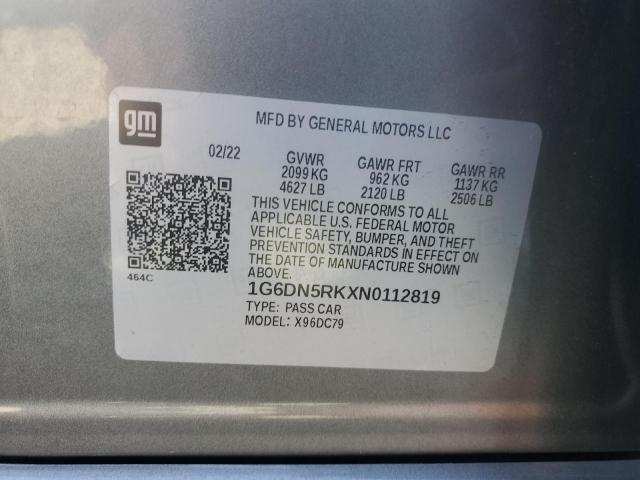 gm
MFD BY GENERAL MOTORS LLC
02/22 GVWR GAWR FRT GAWR RR
2099 KG 962 KG 1137 KG
4627 LB 2120 LB 2506 LB
THIS VEHICLE CONFORMS TO ALL
APPLICABLE U.S. FEDERAL MOTOR
VEHICLE SAFETY, BUMPER, AND THEFT
PREVENTION STANDARDS IN EFFECT ON
THE DATE OF MANUFACTURE SHOWN
ABOVE.
464C
1G6DN5RKXN0112819
TYPE: PASS CAR
MODEL: X96DC79